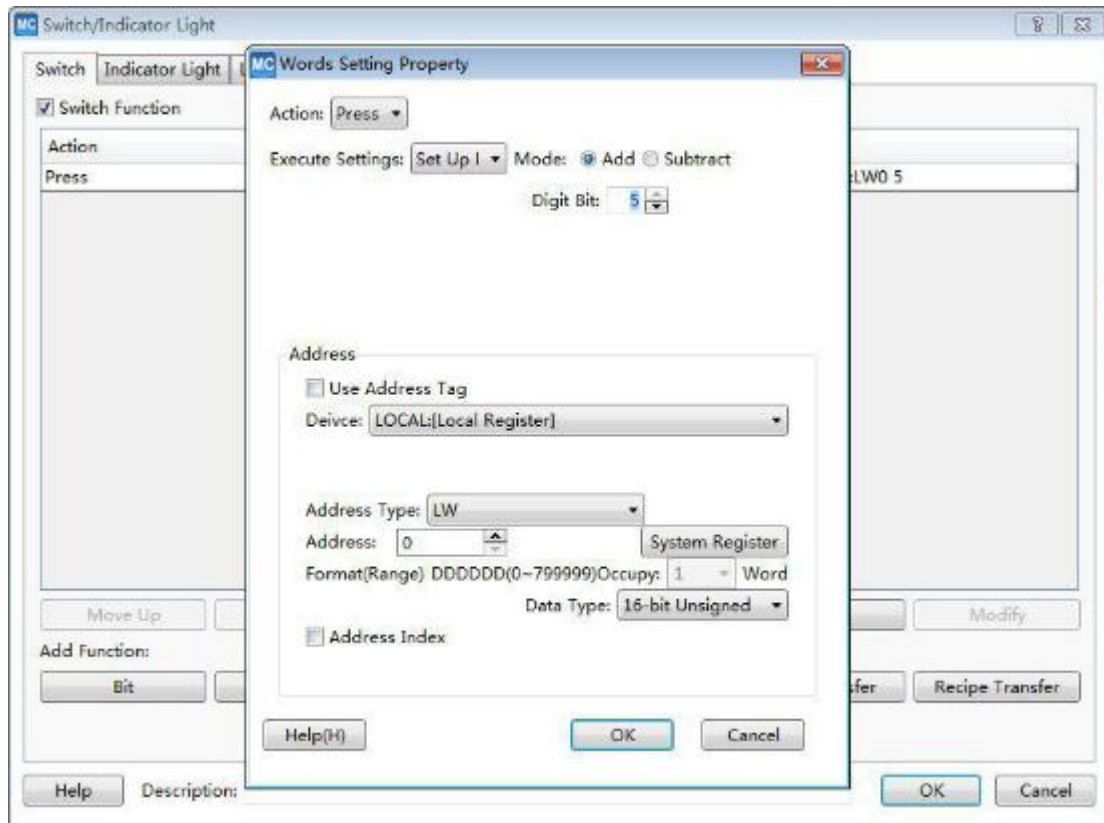 MC Switch/Indicator Light
Switch Indicator Light
MC Words Setting Property
Switch Function
Action: Press
Action
Execute Settings: Set Up I Mode: Add Subtract
Press
:LW0 5
Digit Bit: 5
Address
Use Address Tag
Deivce: LOCAL:[Local Register]
Address Type: LW
Address: 0 System Register
Format(Range) DDDDDD(0~799999)Occupy: 1 Word
Data Type: 16-bit Unsigned
Move Up
Modify
Address Index
Add Function:
Bit
sfer
Recipe Transfer
Help(H) OK Cancel
Help Description: OK Cancel